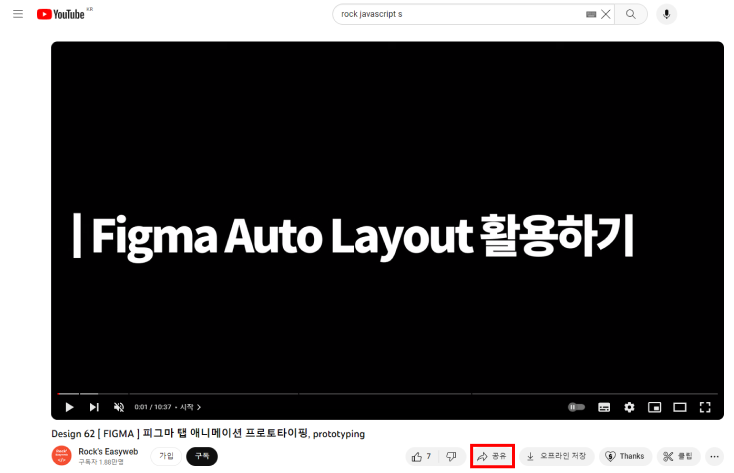 YouTube KR
rock javascript s
| Figma Auto Layout 활용하기
0:01 / 10:37 • 시작 >
Design 62 [ FIGMA ] 피그마 탭 애니메이션 프로토타이핑, prototyping
Rock's Easyweb
구독자 1.88만명
가입
구독
7
공유
오프라인 저장
Thanks
클립